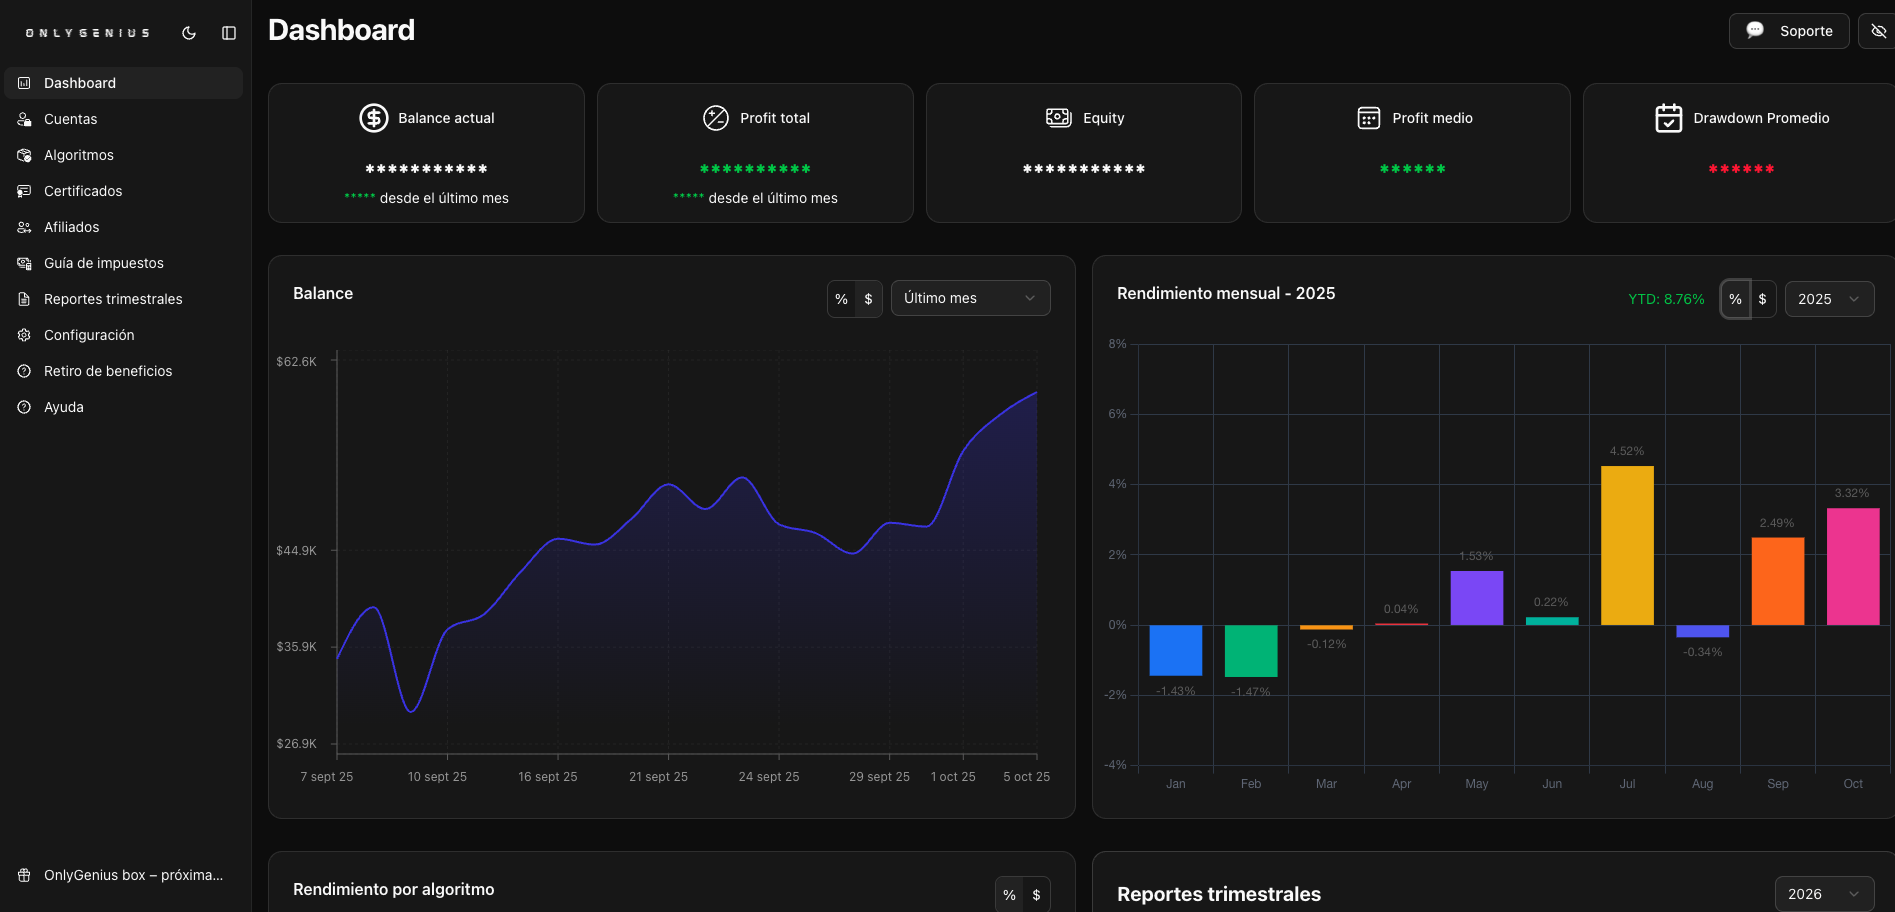 ONLYGENIUS
Dashboard
Cuentas
Algoritmos
Certificados
Afiliados
Guía de impuestos
Reportes trimestrales
Configuración
Retiro de beneficios
Ayuda
OnlyGenius box – próxima...
Dashboard
Soporte
Balance actual
***********
***** desde el último mes
Profit total
**********
***** desde el último mes
Equity
***********
Profit medio
******
Drawdown Promedio
******
Balance
% $
Último mes
$62.6K
$44.9K
$35.9K
$26.9K
7 sept 25 10 sept 25 16 sept 25 21 sept 25 24 sept 25 29 sept 25 1 oct 25 5 oct 25
Rendimiento mensual - 2025
YTD: 8.76%
% $
2025
8%
6%
4%
2%
0%
-2%
-4%
-1.43%
-1.47%
-0.12%
0.04%
1.53%
0.22%
4.52%
-0.34%
2.49%
3.32%
Jan Feb Mar Apr May Jun Jul Aug Sep Oct
Rendimiento por algoritmo
% $
Reportes trimestrales
2026